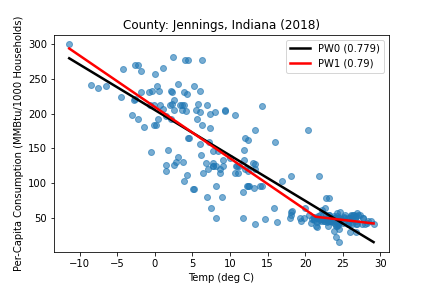 County: Jennings, Indiana (2018)
Per-Capita Consumption (MMBtu/1000 Households)
300
250
200
150
100
50
PW0 (0.779)
PW1 (0.79)
−10 −5 0 5 10 15 20 25 30
Temp (deg C)